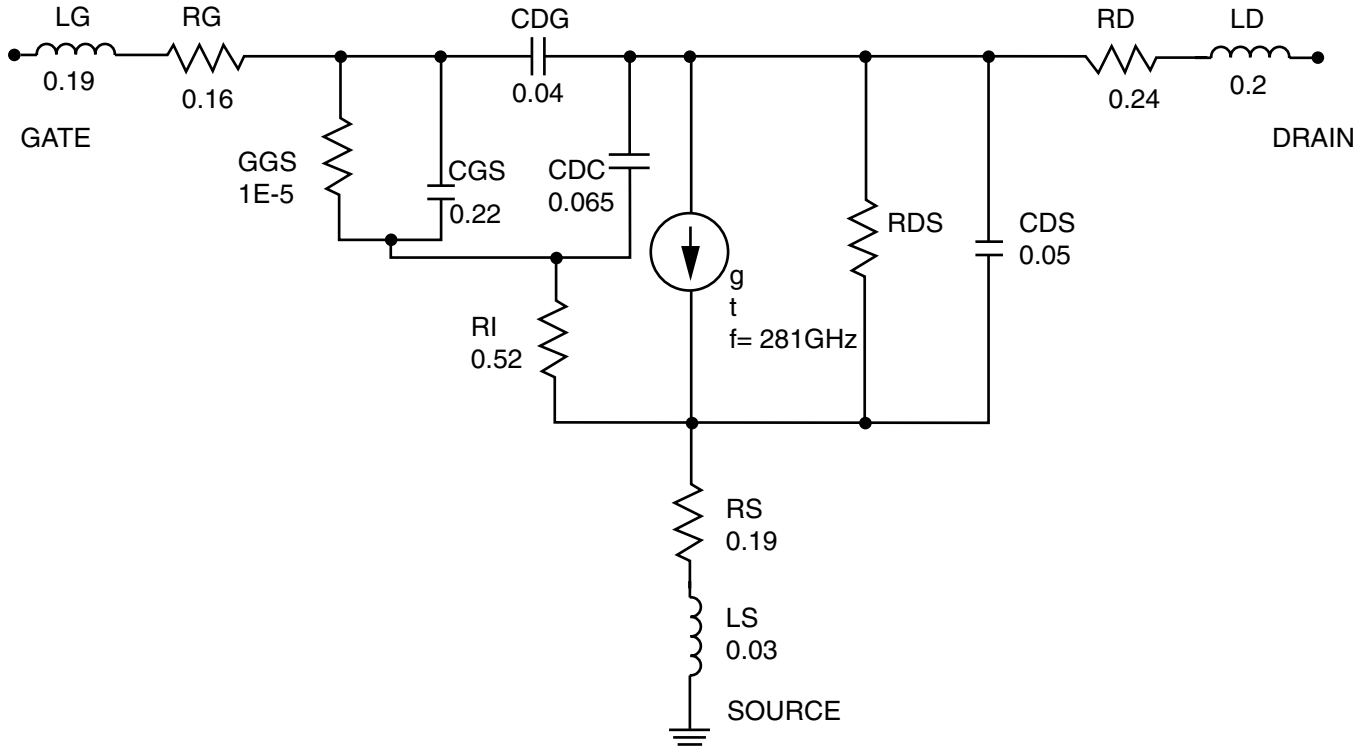 LG
0.19
GATE
RG
0.16
CDG
0.04
RD
0.24
LD
0.2
DRAIN
GGS
1E-5
CGS
0.22
CDC
0.065
g
t
f= 281GHz
RDS
CDS
0.05
RI
0.52
RS
0.19
LS
0.03
SOURCE